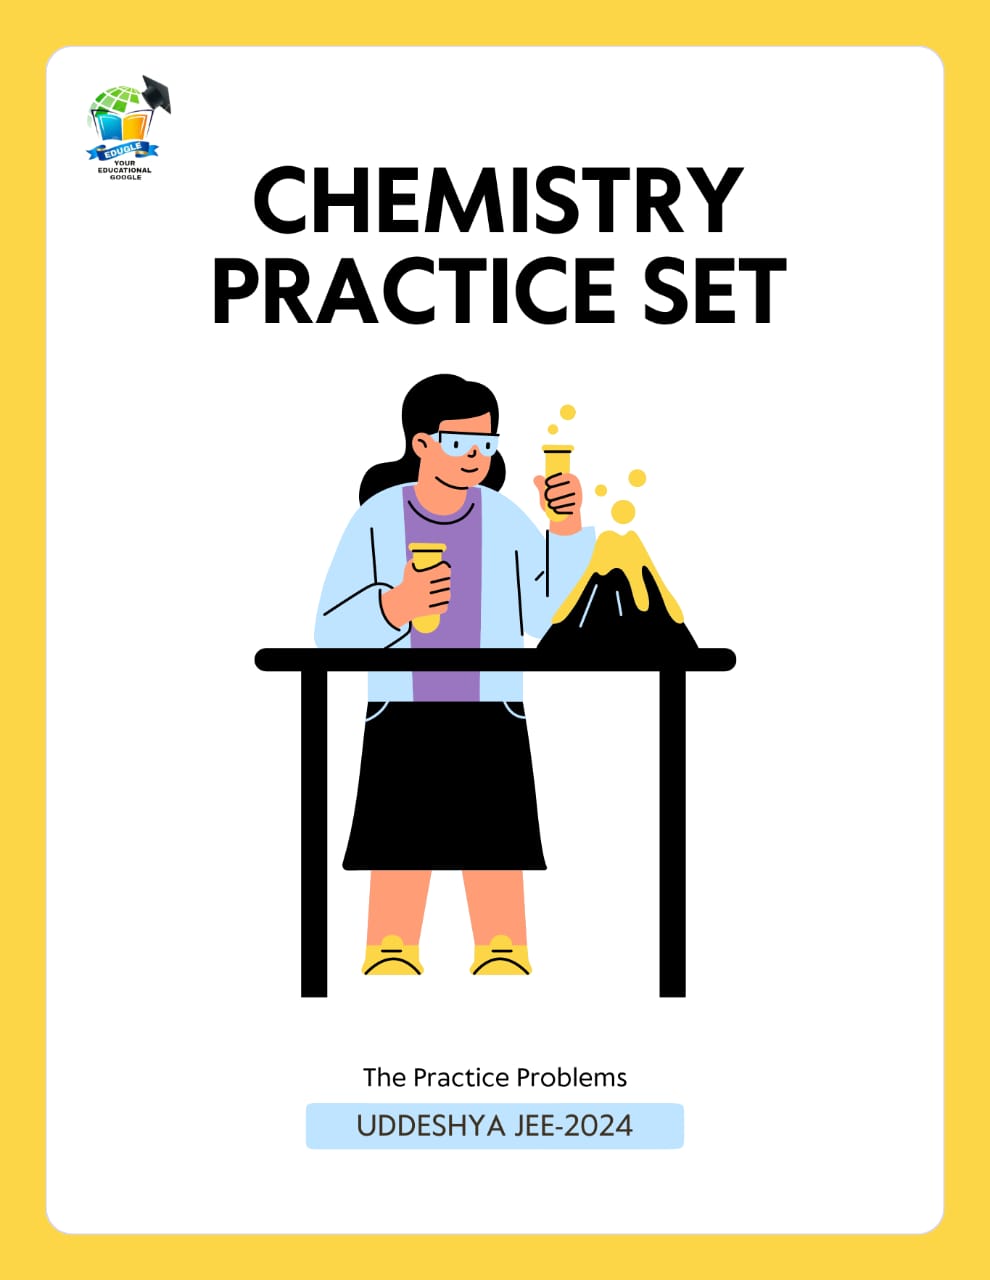 EDUGLE
YOUR
EDUCATIONAL
GOOGLE
CHEMISTRY
PRACTICE SET
The Practice Problems
UDDESHYA JEE-2024